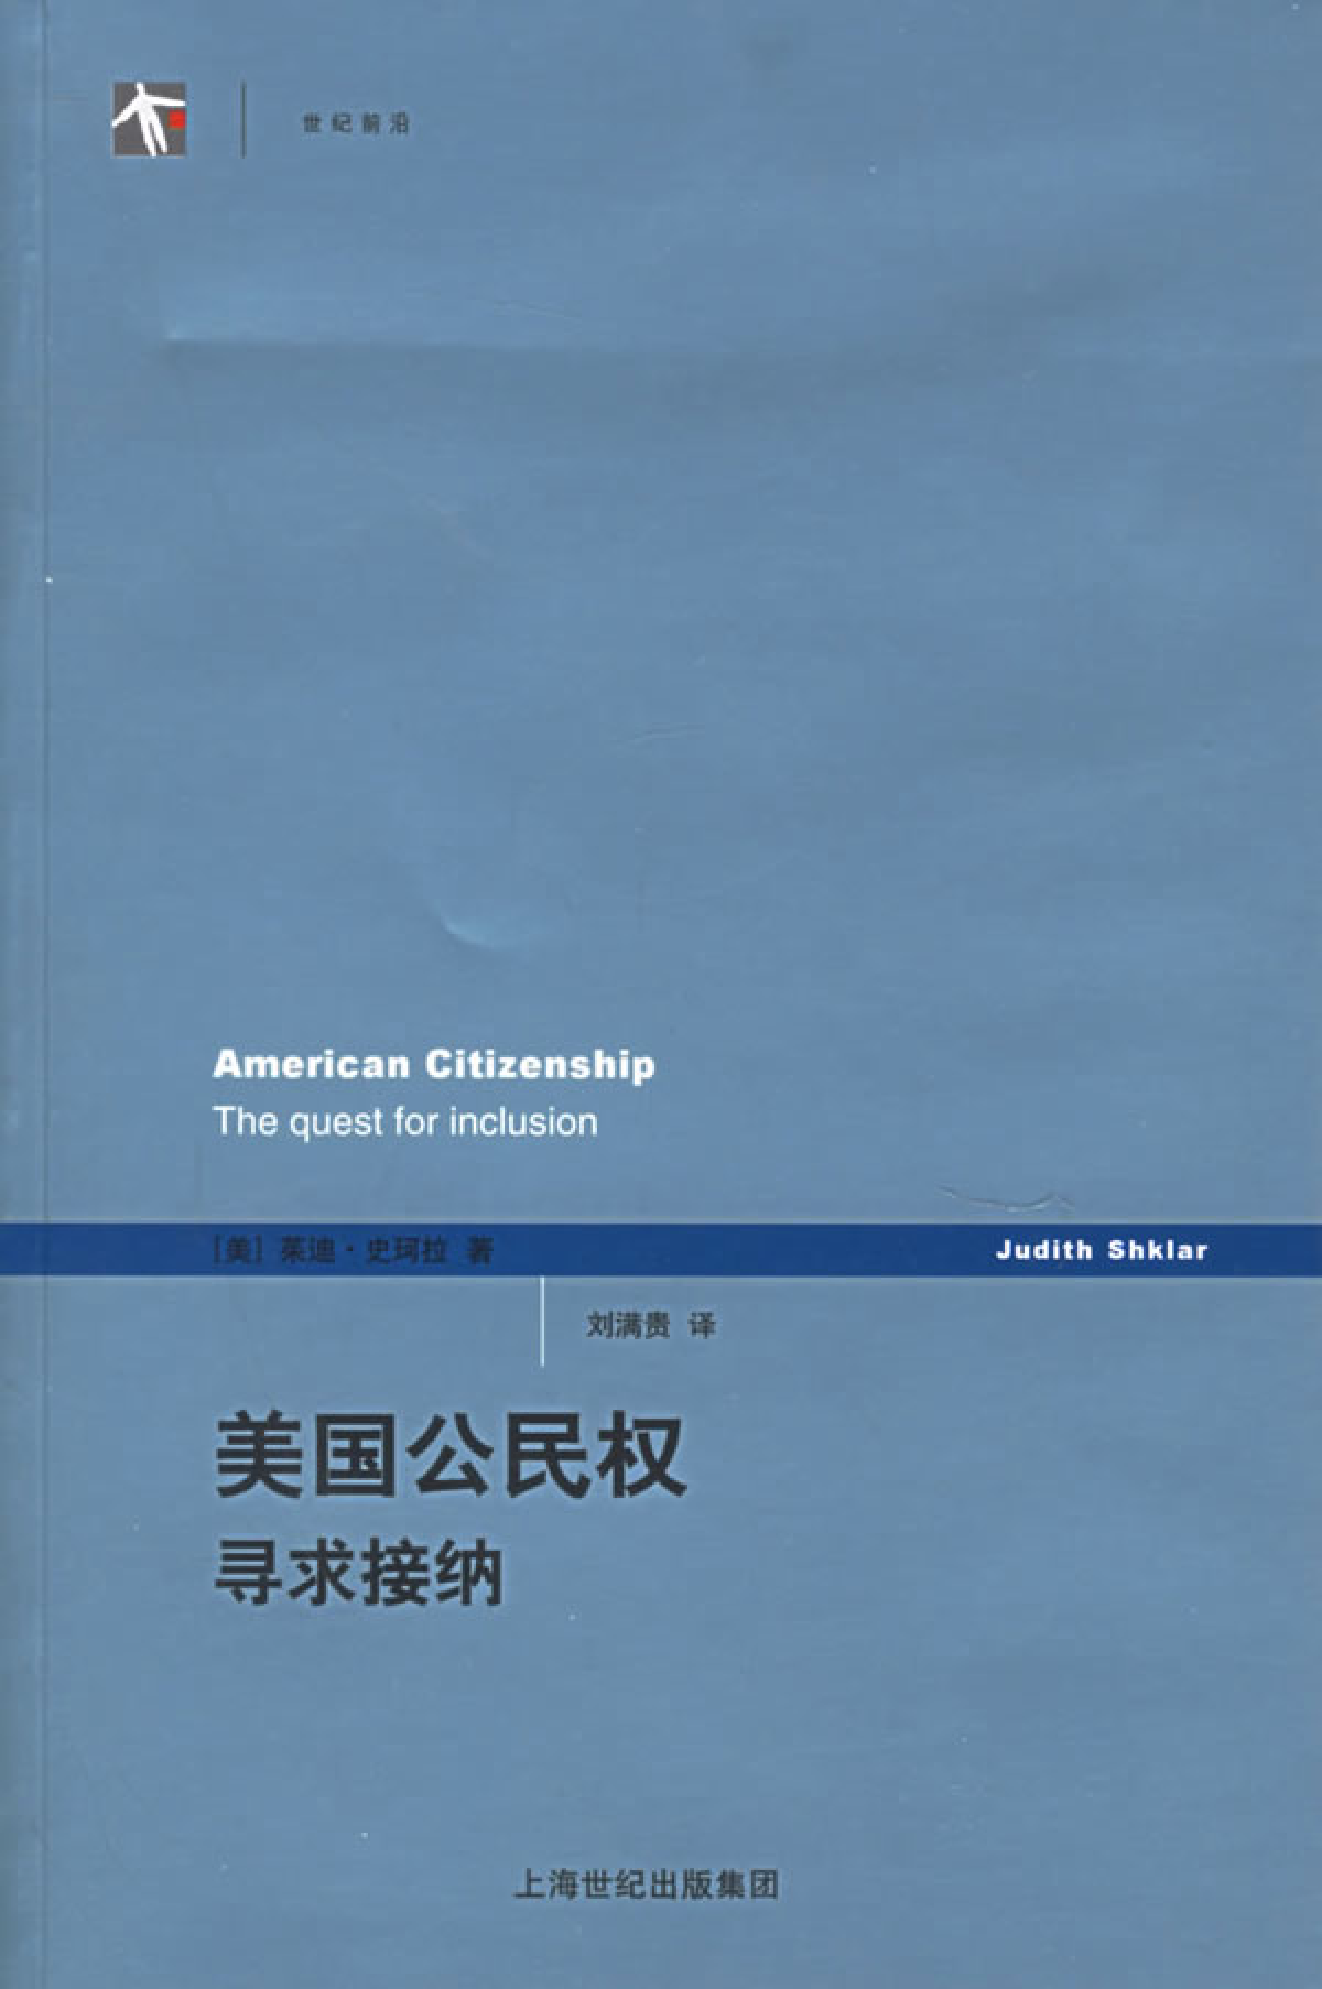 世纪前沿
American Citizenship
The quest for inclusion
[美] 茱迪·史珂拉 著
Judith Shklar
刘满贵 译
美国公民权
寻求接纳
上海世纪出版集团